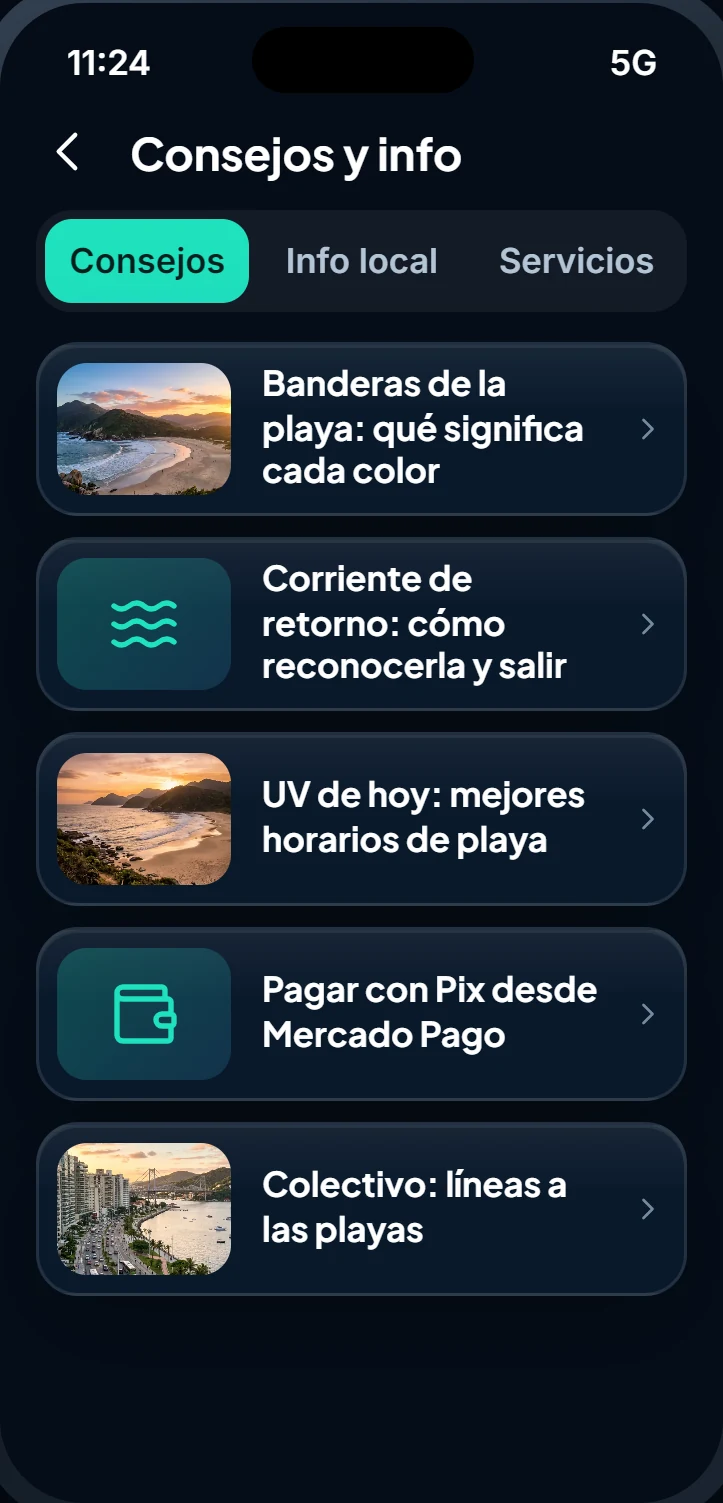 11:24
5G
Consejos y info
Consejos
Info local
Servicios
Banderas de la
playa: qué significa
cada color
Corriente de
retorno: cómo
reconocerla y salir
UV de hoy: mejores
horarios de playa
Pagar con Pix desde
Mercado Pago
Colectivo: líneas a
las playas